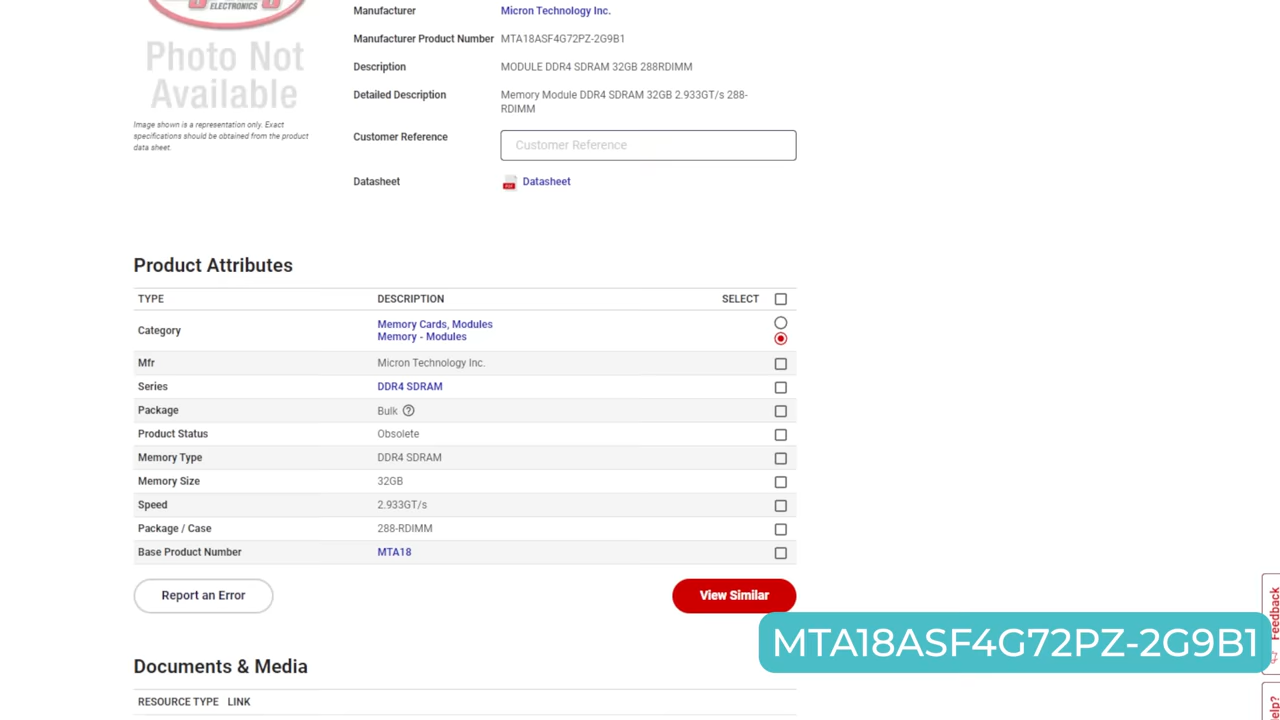 ELECTRONICS
Photo Not
Available
Image shown is a representation only. Exact
specifications should be obtained from the product
data sheet.
Manufacturer Micron Technology Inc.
Manufacturer Product Number MTA18ASF4G72PZ-2G9B1
Description MODULE DDR4 SDRAM 32GB 288RDIMM
Detailed Description Memory Module DDR4 SDRAM 32GB 2.933GT/s 288-
RDIMM
Customer Reference Customer Reference
Datasheet PDF Datasheet
Product Attributes
TYPE DESCRIPTION SELECT
Category Memory Cards, Modules
Memory - Modules
Mfr Micron Technology Inc.
Series DDR4 SDRAM
Package Bulk ?
Product Status Obsolete
Memory Type DDR4 SDRAM
Memory Size 32GB
Speed 2.933GT/s
Package / Case 288-RDIMM
Base Product Number MTA18
Report an Error View Similar
Feedback
MTA18ASF4G72PZ-2G9B1
Documents & Media
RESOURCE TYPE LINK
elp?